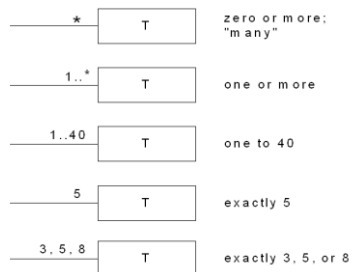 * T zero or more;
"many"
1..* T one or more
1..40 T one to 40
5 T exactly 5
3, 5, 8 T exactly 3, 5, or 8